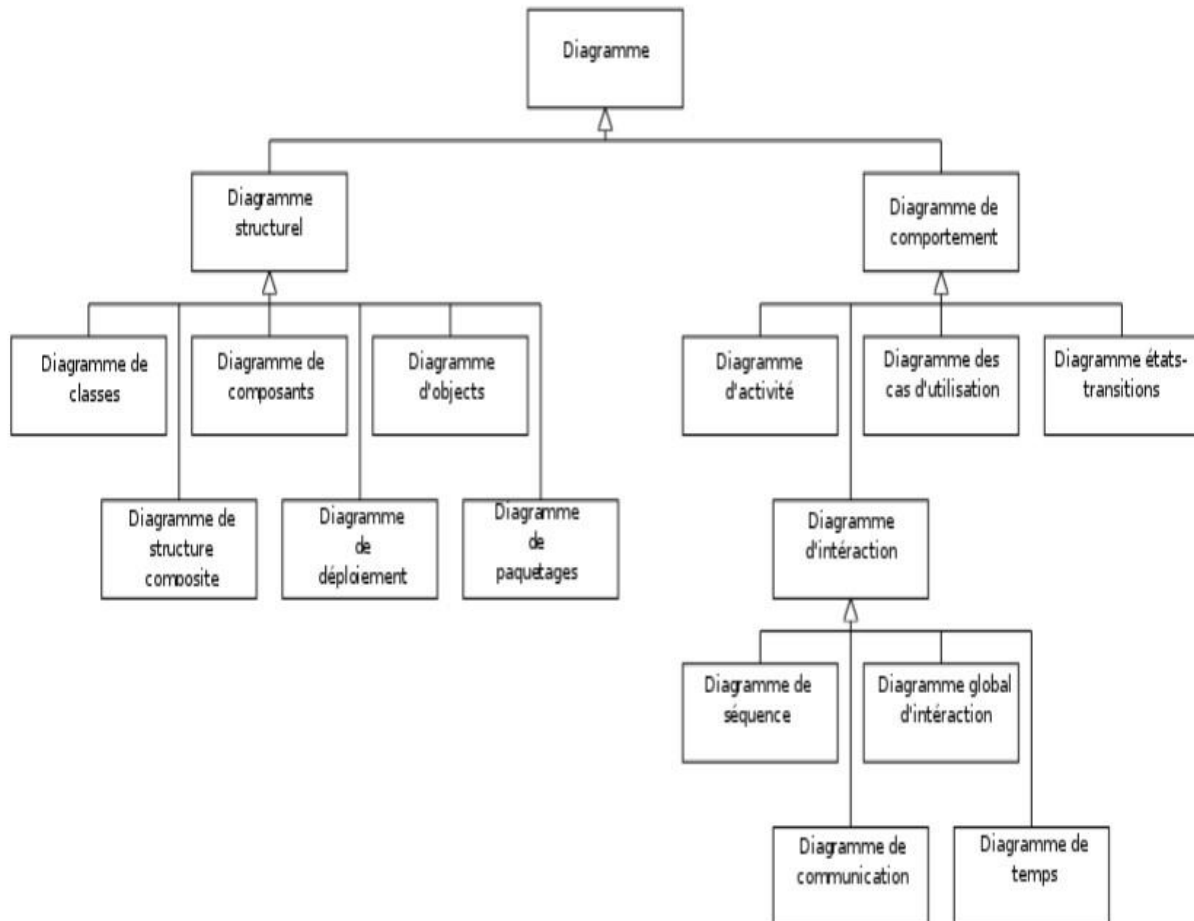 Diagramme
Diagramme
structurel
Diagramme de
comportement
Diagramme de
classes
Diagramme de
composants
Diagramme
d'objects
Diagramme
d'activité
Diagramme des
cas d'utilisation
Diagramme états-
transitions
Diagramme de
structure
composite
Diagramme
de
déploiement
Diagramme
de
paquetages
Diagramme
d'intéraction
Diagramme de
séquence
Diagramme global
d'intéraction
Diagramme de
communication
Diagramme de
temps